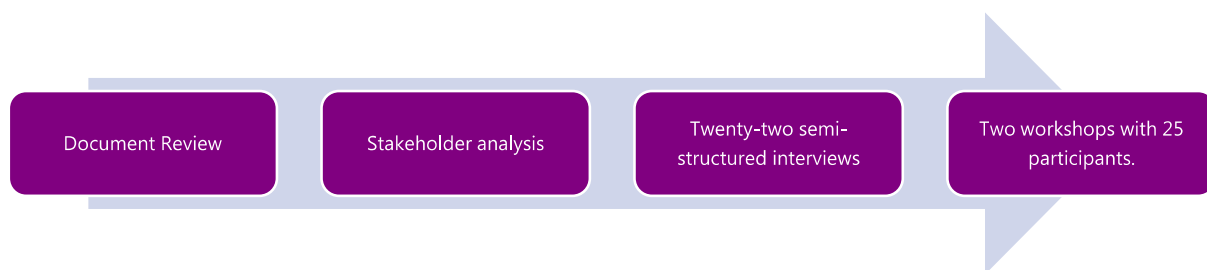 Document Review
Stakeholder analysis
Twenty-two semi-
structured interviews
Two workshops with 25
participants.